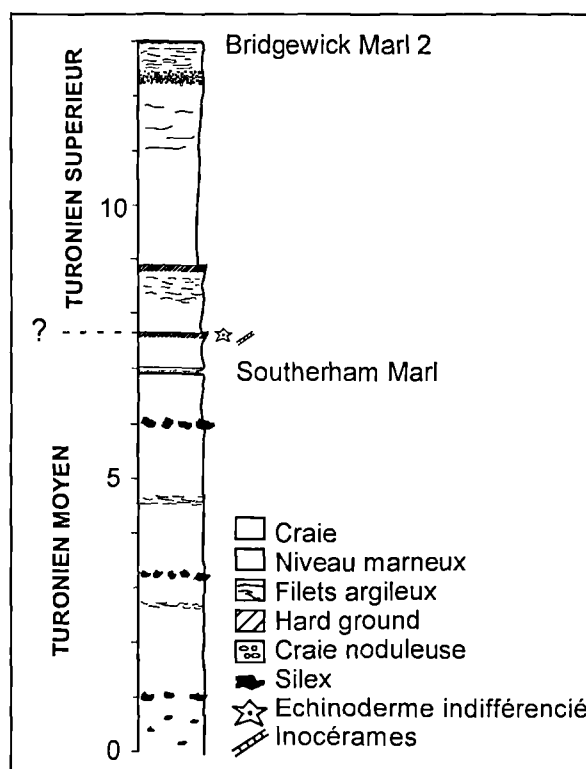 Bridgewick Marl 2
TURONIEN SUPERIEUR
10
?
Southerham Marl
TURONIEN MOYEN
5
Craie
Niveau marneux
Filets argileux
Hard ground
Craie noduleuse
Silex
Echinoderme indifférencié
Inocérames
0